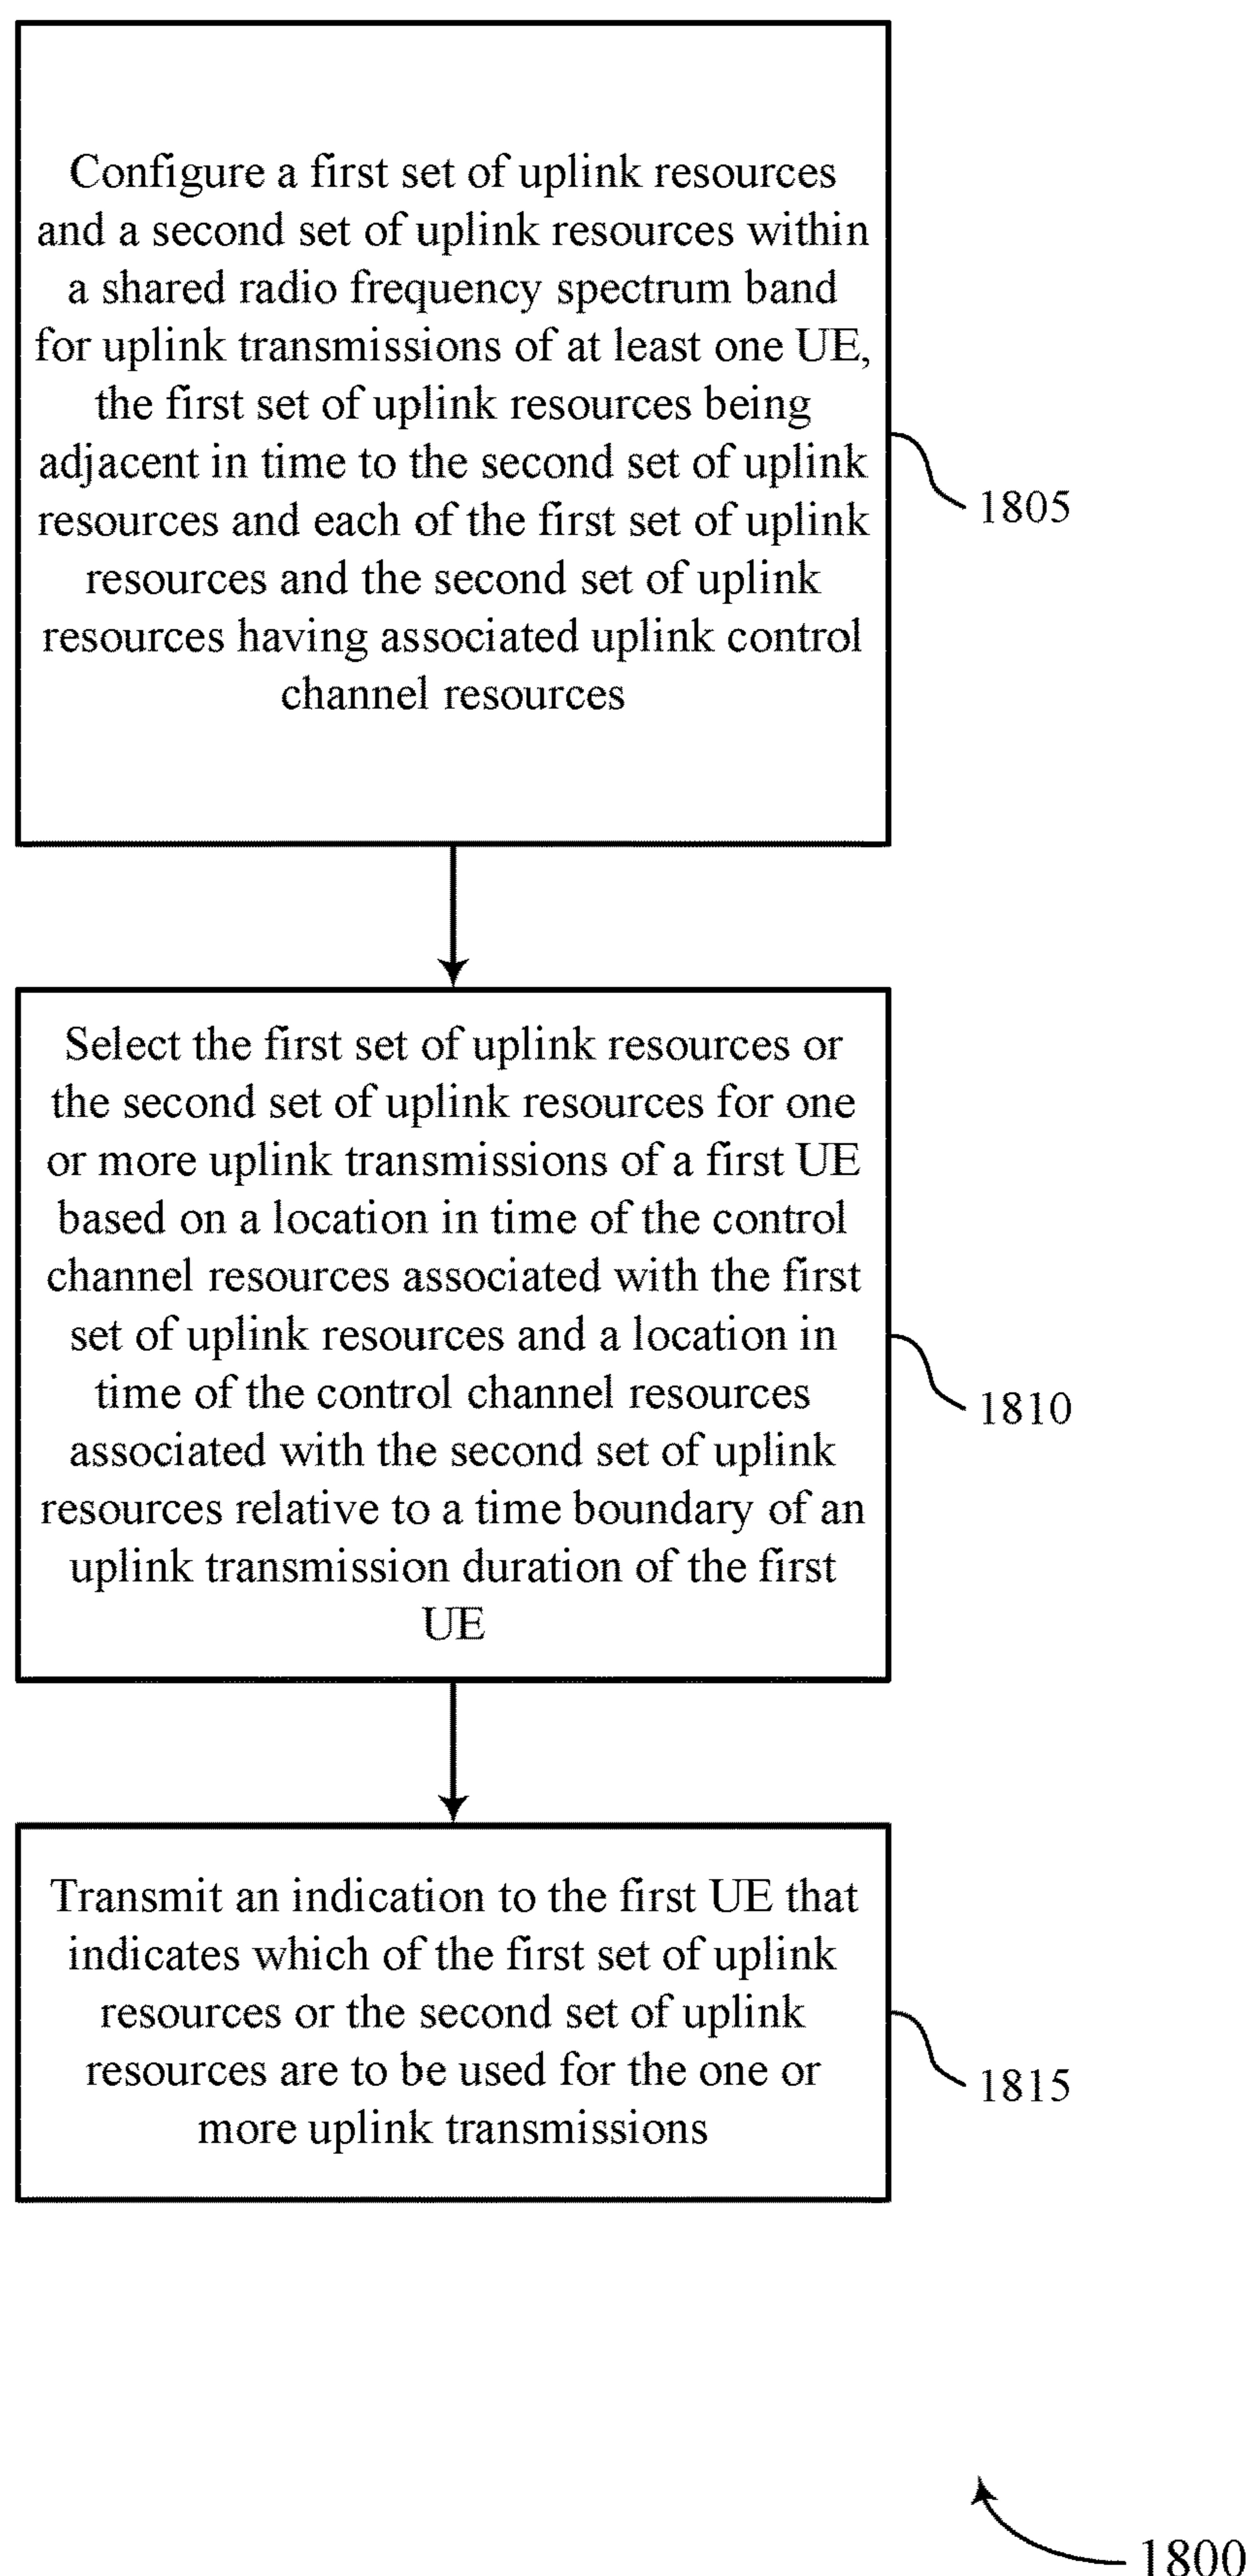 Configure a first set of uplink resources
and a second set of uplink resources within
a shared radio frequency spectrum band
for uplink transmissions of at least one UE,
the first set of uplink resources being
adjacent in time to the second set of uplink
resources and each of the first set of uplink
resources and the second set of uplink
resources having associated uplink control
channel resources
1805
Select the first set of uplink resources or
the second set of uplink resources for one
or more uplink transmissions of a first UE
based on a location in time of the control
channel resources associated with the first
set of uplink resources and a location in
time of the control channel resources
associated with the second set of uplink
resources relative to a time boundary of an
uplink transmission duration of the first
UE
1810
Transmit an indication to the first UE that
indicates which of the first set of uplink
resources or the second set of uplink
resources are to be used for the one or
more uplink transmissions
1815
1800